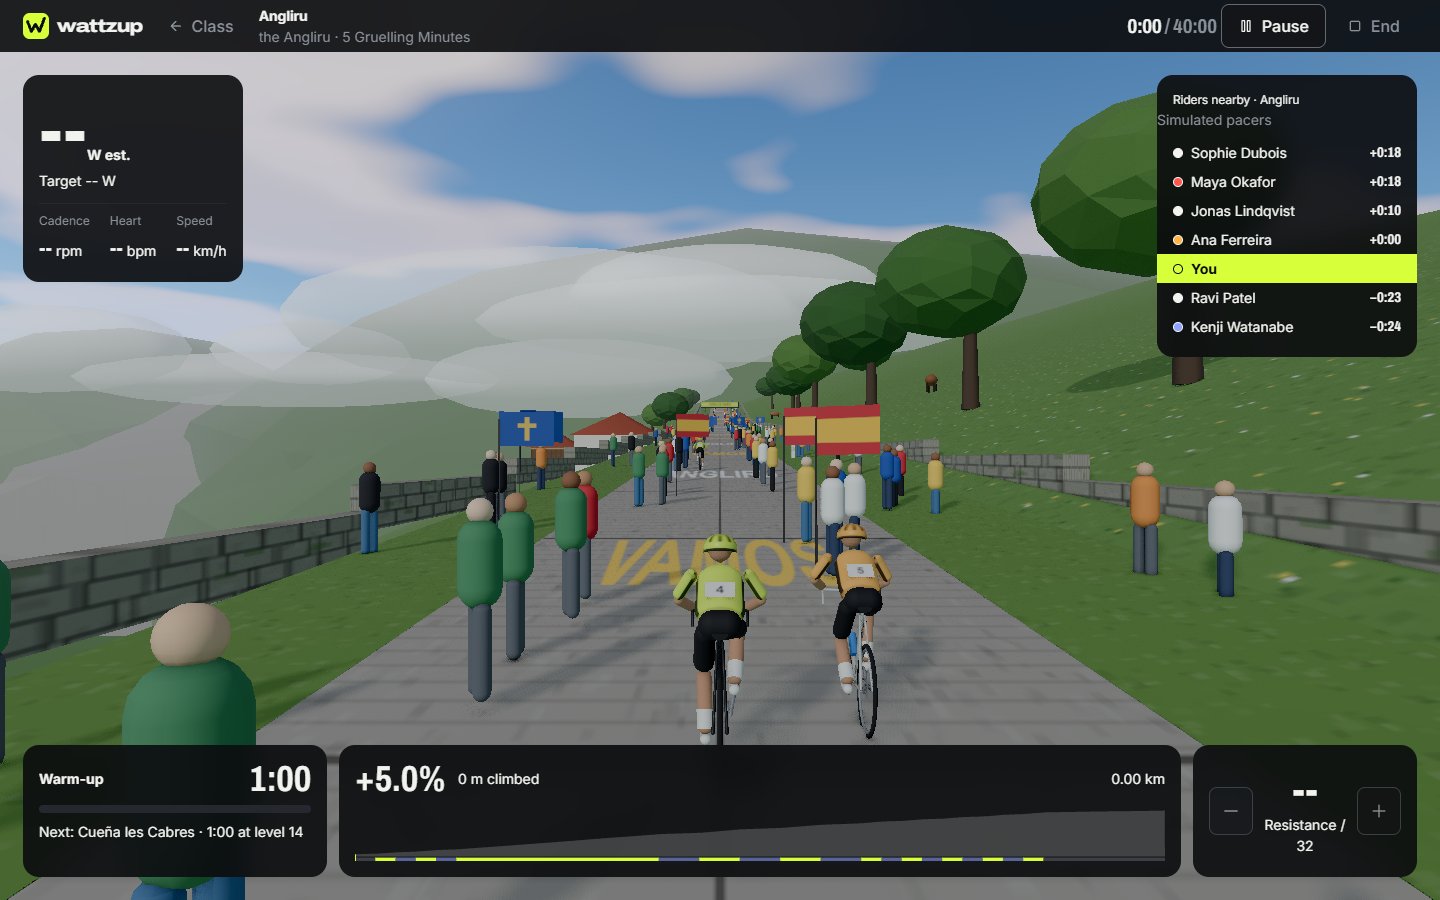 wattzup
Class
Angliru
the Angliru · 5 Gruelling Minutes
0:00 / 40:00
Pause
End
-- W est.
Target -- W
Cadence Heart Speed
-- rpm -- bpm -- km/h
Riders nearby · Angliru
Simulated pacers
Sophie Dubois +0:18
Maya Okafor +0:18
Jonas Lindqvist +0:10
Ana Ferreira +0:00
You
Ravi Patel −0:23
Kenji Watanabe −0:24
VAMOS
4
5
Warm-up 1:00
Next: Cueña les Cabres · 1:00 at level 14
+5.0% 0 m climbed 0.00 km
--
Resistance /
32